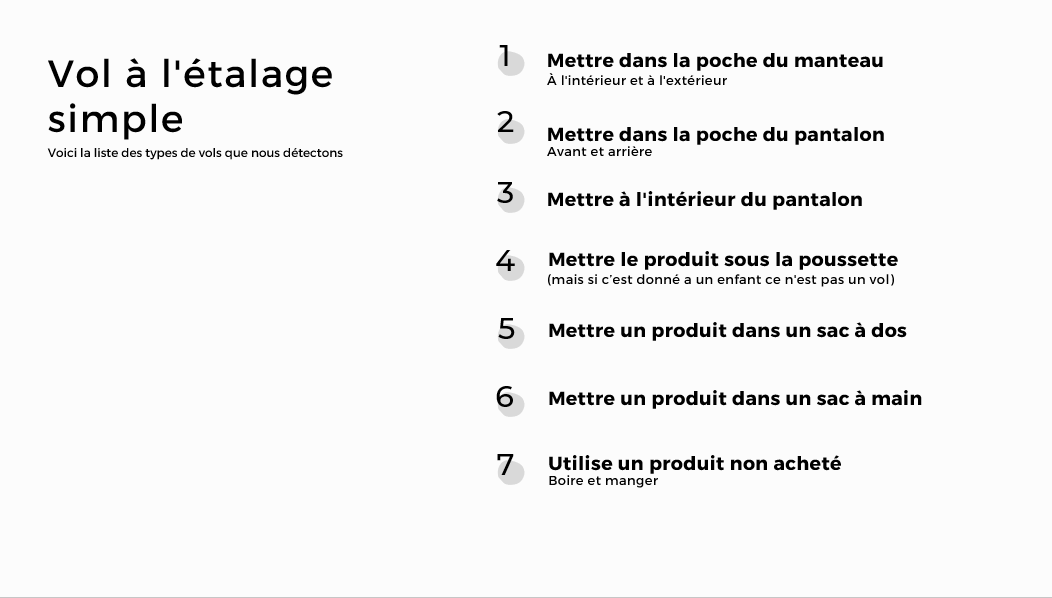 Vol à l'étalage
simple
Voici la liste des types de vols que nous détectons
1
Mettre dans la poche du manteau
À l'intérieur et à l'extérieur
2
Mettre dans la poche du pantalon
Avant et arrière
3
Mettre à l'intérieur du pantalon
4
Mettre le produit sous la poussette
(mais si c’est donné a un enfant ce n'est pas un vol)
5
Mettre un produit dans un sac à dos
6
Mettre un produit dans un sac à main
7
Utilise un produit non acheté
Boire et manger